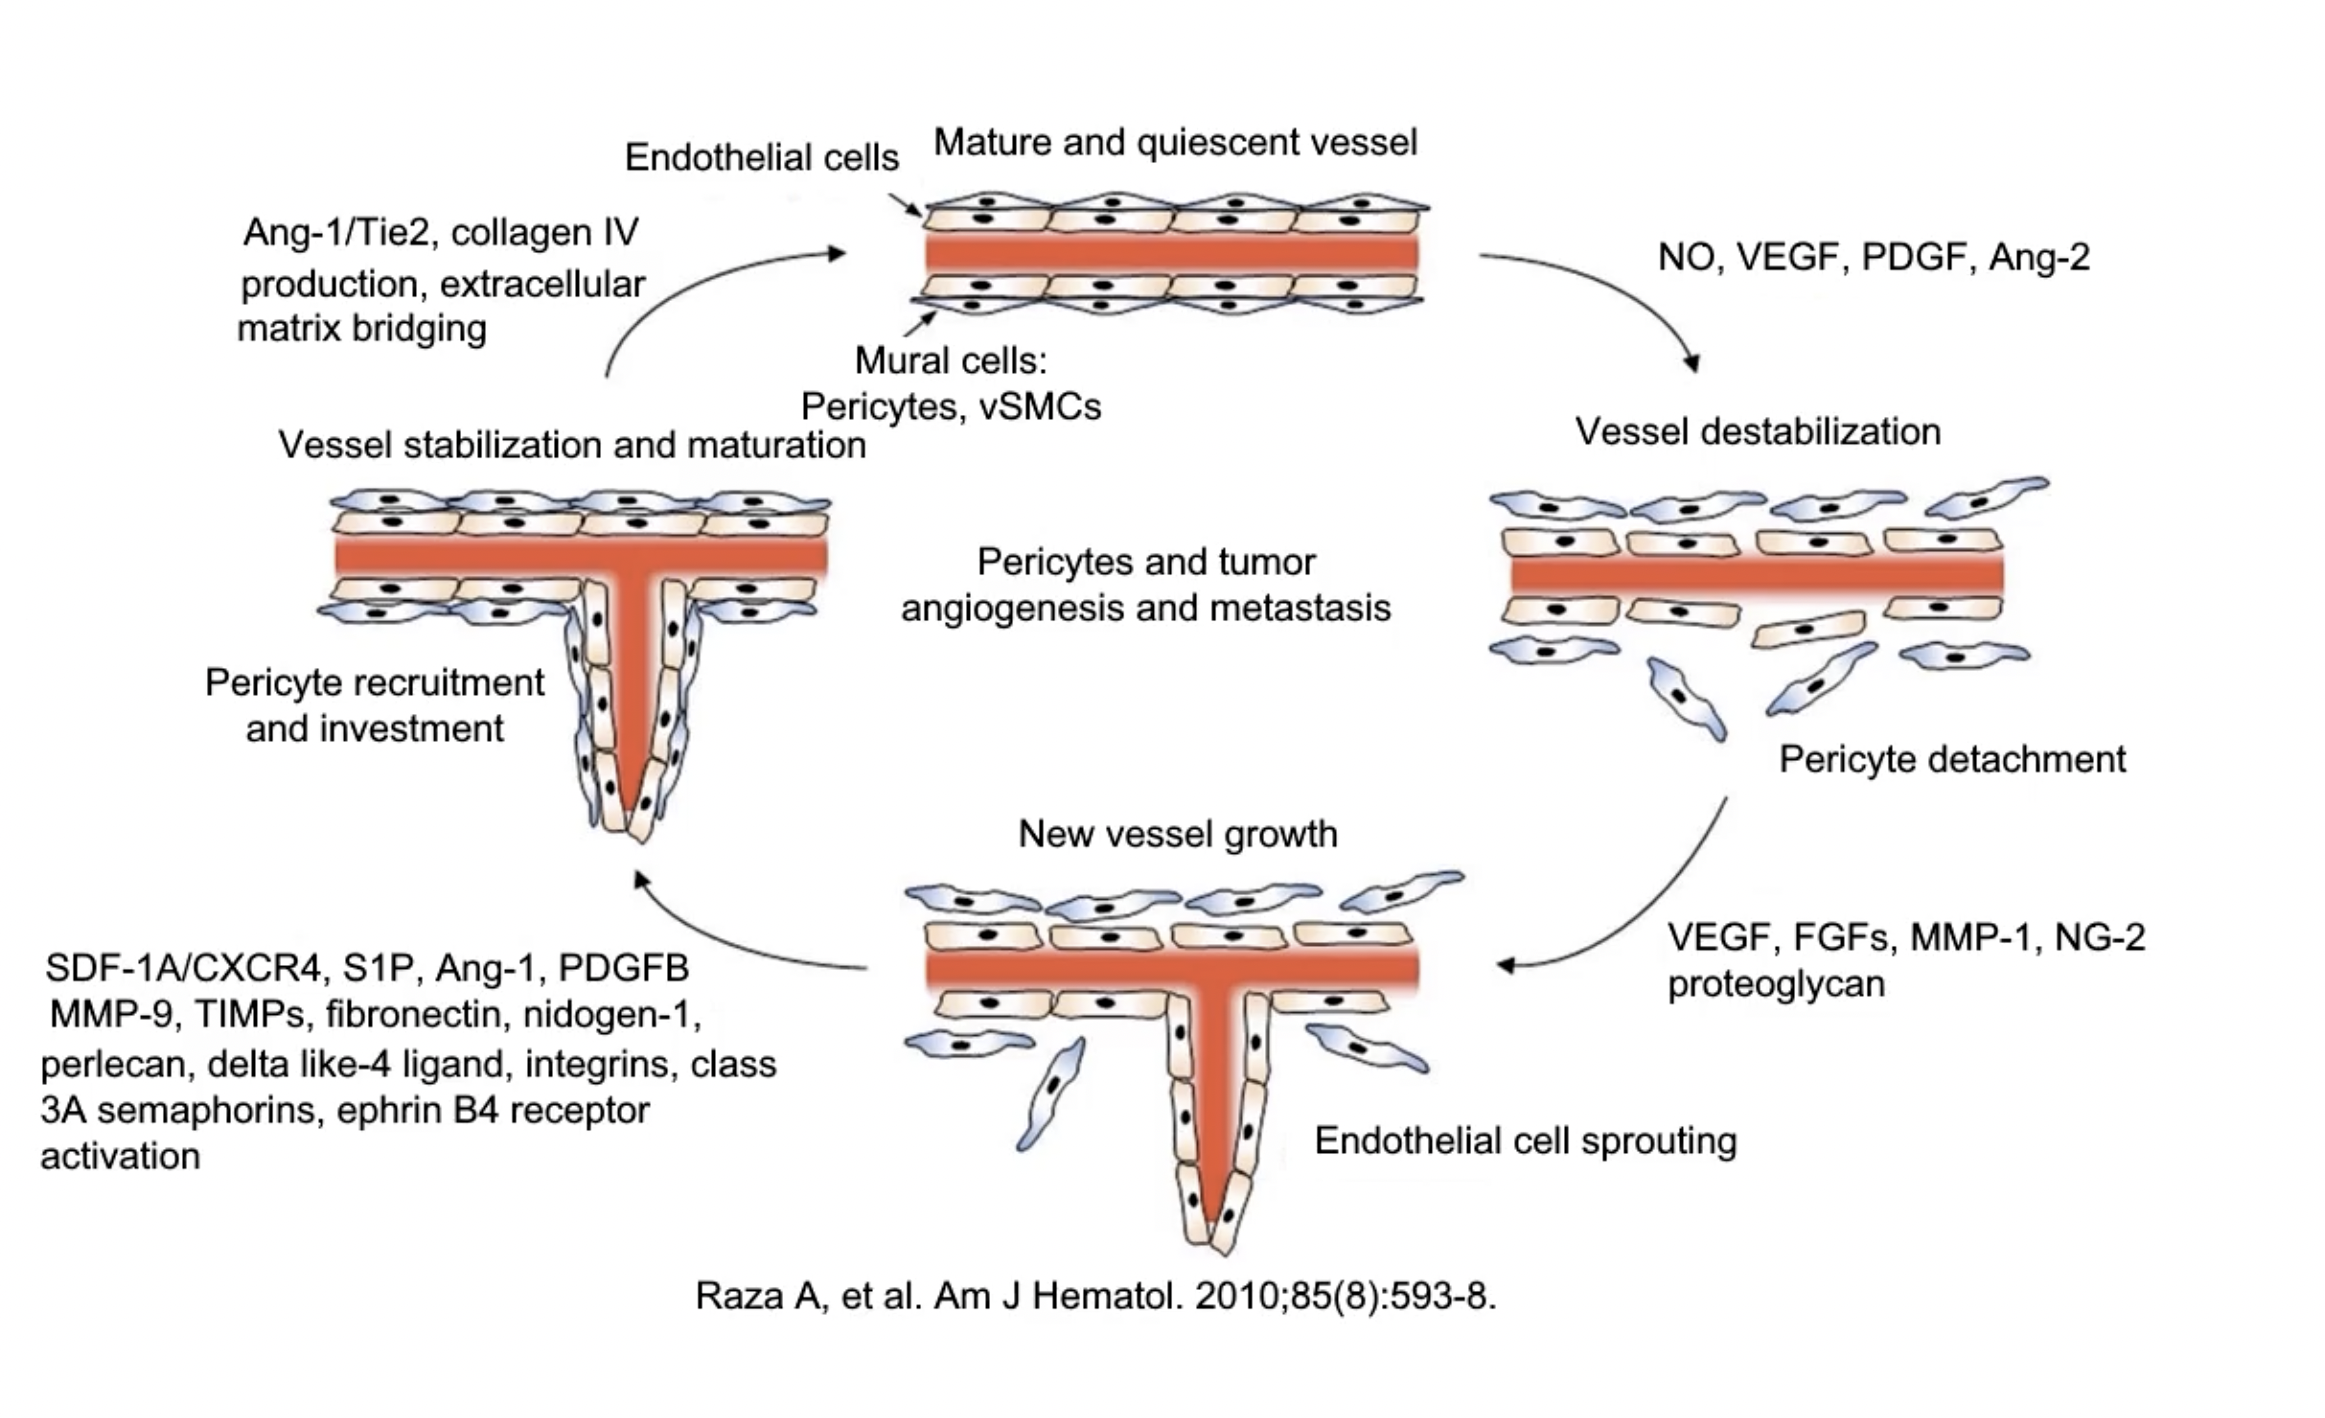 Endothelial cells
Mature and quiescent vessel
Ang-1/Tie2, collagen IV
production, extracellular
matrix bridging
NO, VEGF, PDGF, Ang-2
Mural cells:
Pericytes, vSMCs
Vessel stabilization and maturation
Vessel destabilization
Pericytes and tumor
angiogenesis and metastasis
Pericyte recruitment
and investment
Pericyte detachment
New vessel growth
VEGF, FGFs, MMP-1, NG-2
proteoglycan
SDF-1A/CXCR4, S1P, Ang-1, PDGFB
MMP-9, TIMPs, fibronectin, nidogen-1,
perlecan, delta like-4 ligand, integrins, class
3A semaphorins, ephrin B4 receptor
activation
Endothelial cell sprouting
Raza A, et al. Am J Hematol. 2010;85(8):593-8.